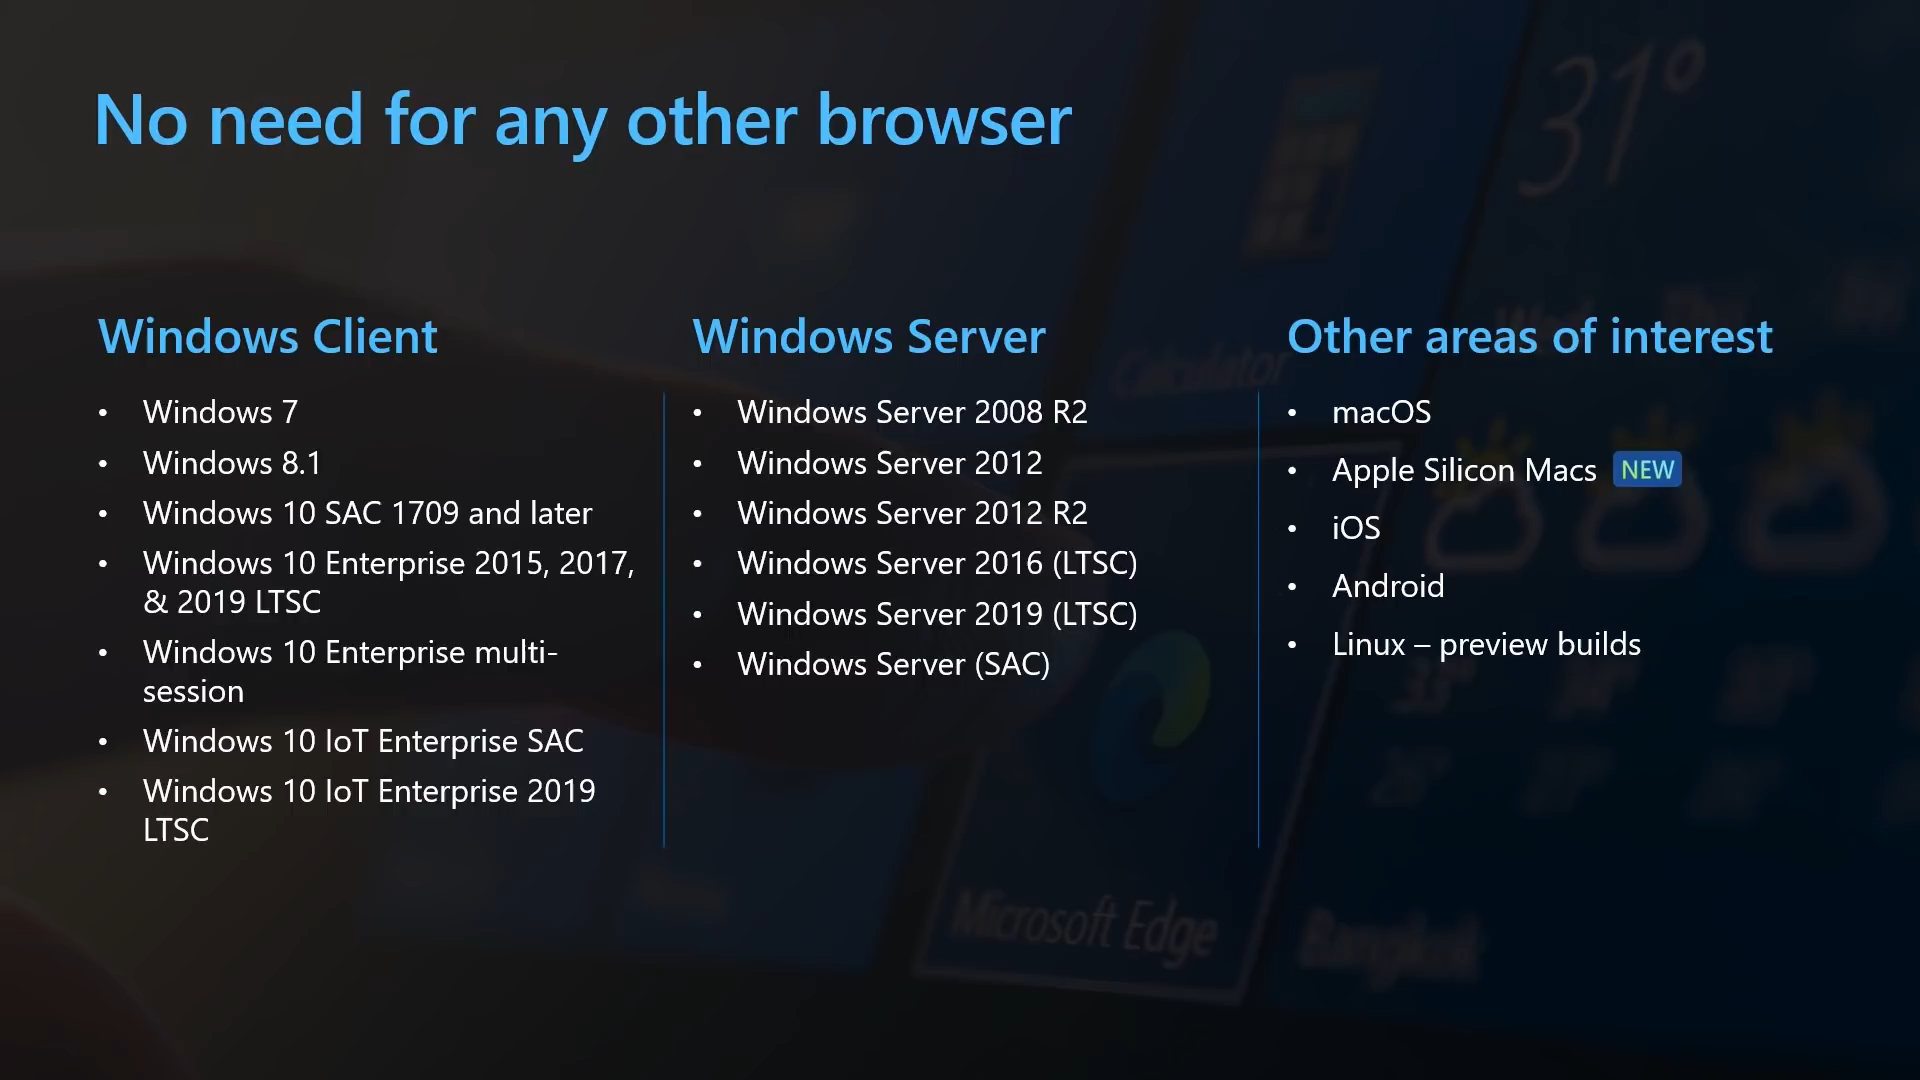 No need for any other browser
Windows Client
• Windows 7
• Windows 8.1
• Windows 10 SAC 1709 and later
• Windows 10 Enterprise 2015, 2017,
& 2019 LTSC
• Windows 10 Enterprise multi-
session
• Windows 10 IoT Enterprise SAC
• Windows 10 IoT Enterprise 2019
LTSC
Windows Server
• Windows Server 2008 R2
• Windows Server 2012
• Windows Server 2012 R2
• Windows Server 2016 (LTSC)
• Windows Server 2019 (LTSC)
• Windows Server (SAC)
Other areas of interest
• macOS
• Apple Silicon Macs NEW
• iOS
• Android
• Linux – preview builds
31°
Calculator
Microsoft Edge
Bangkok